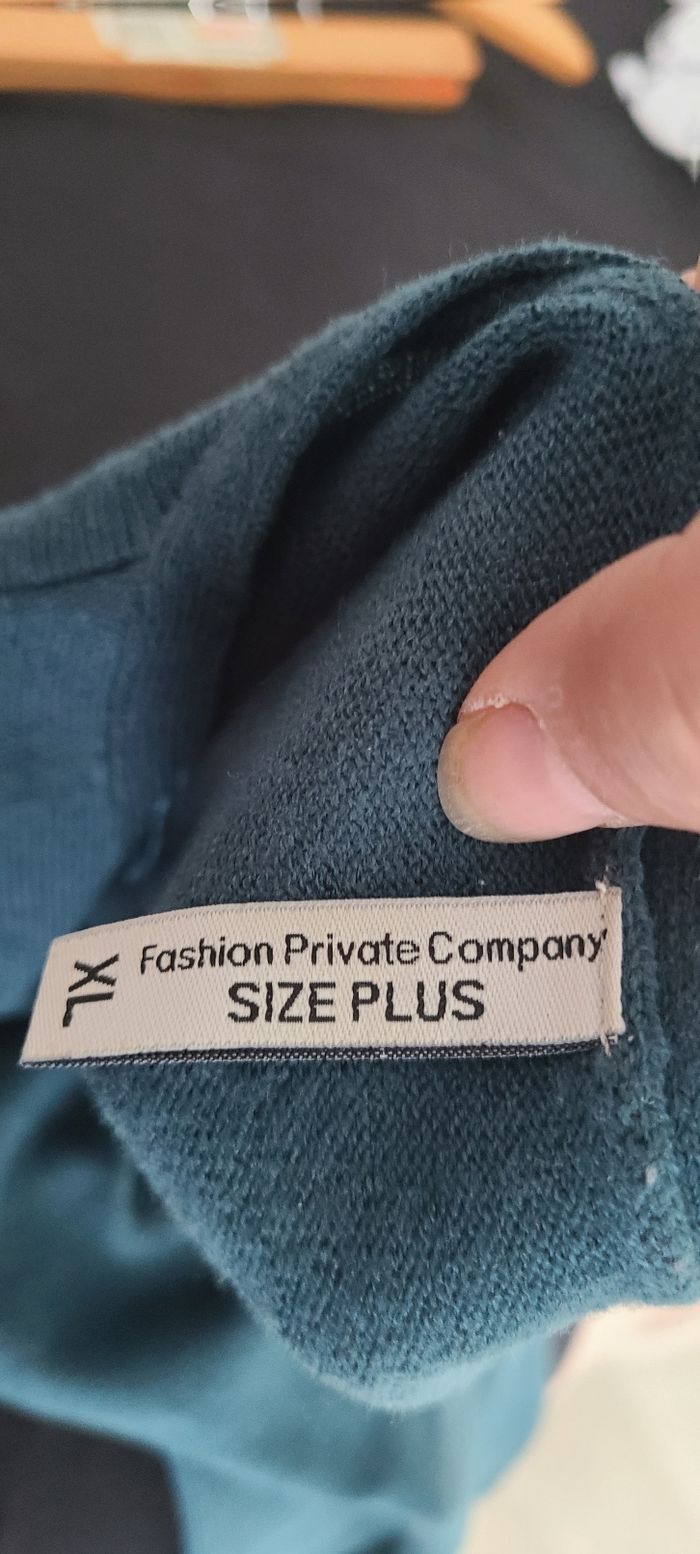 XL
Fashion Private Company
SIZE PLUS